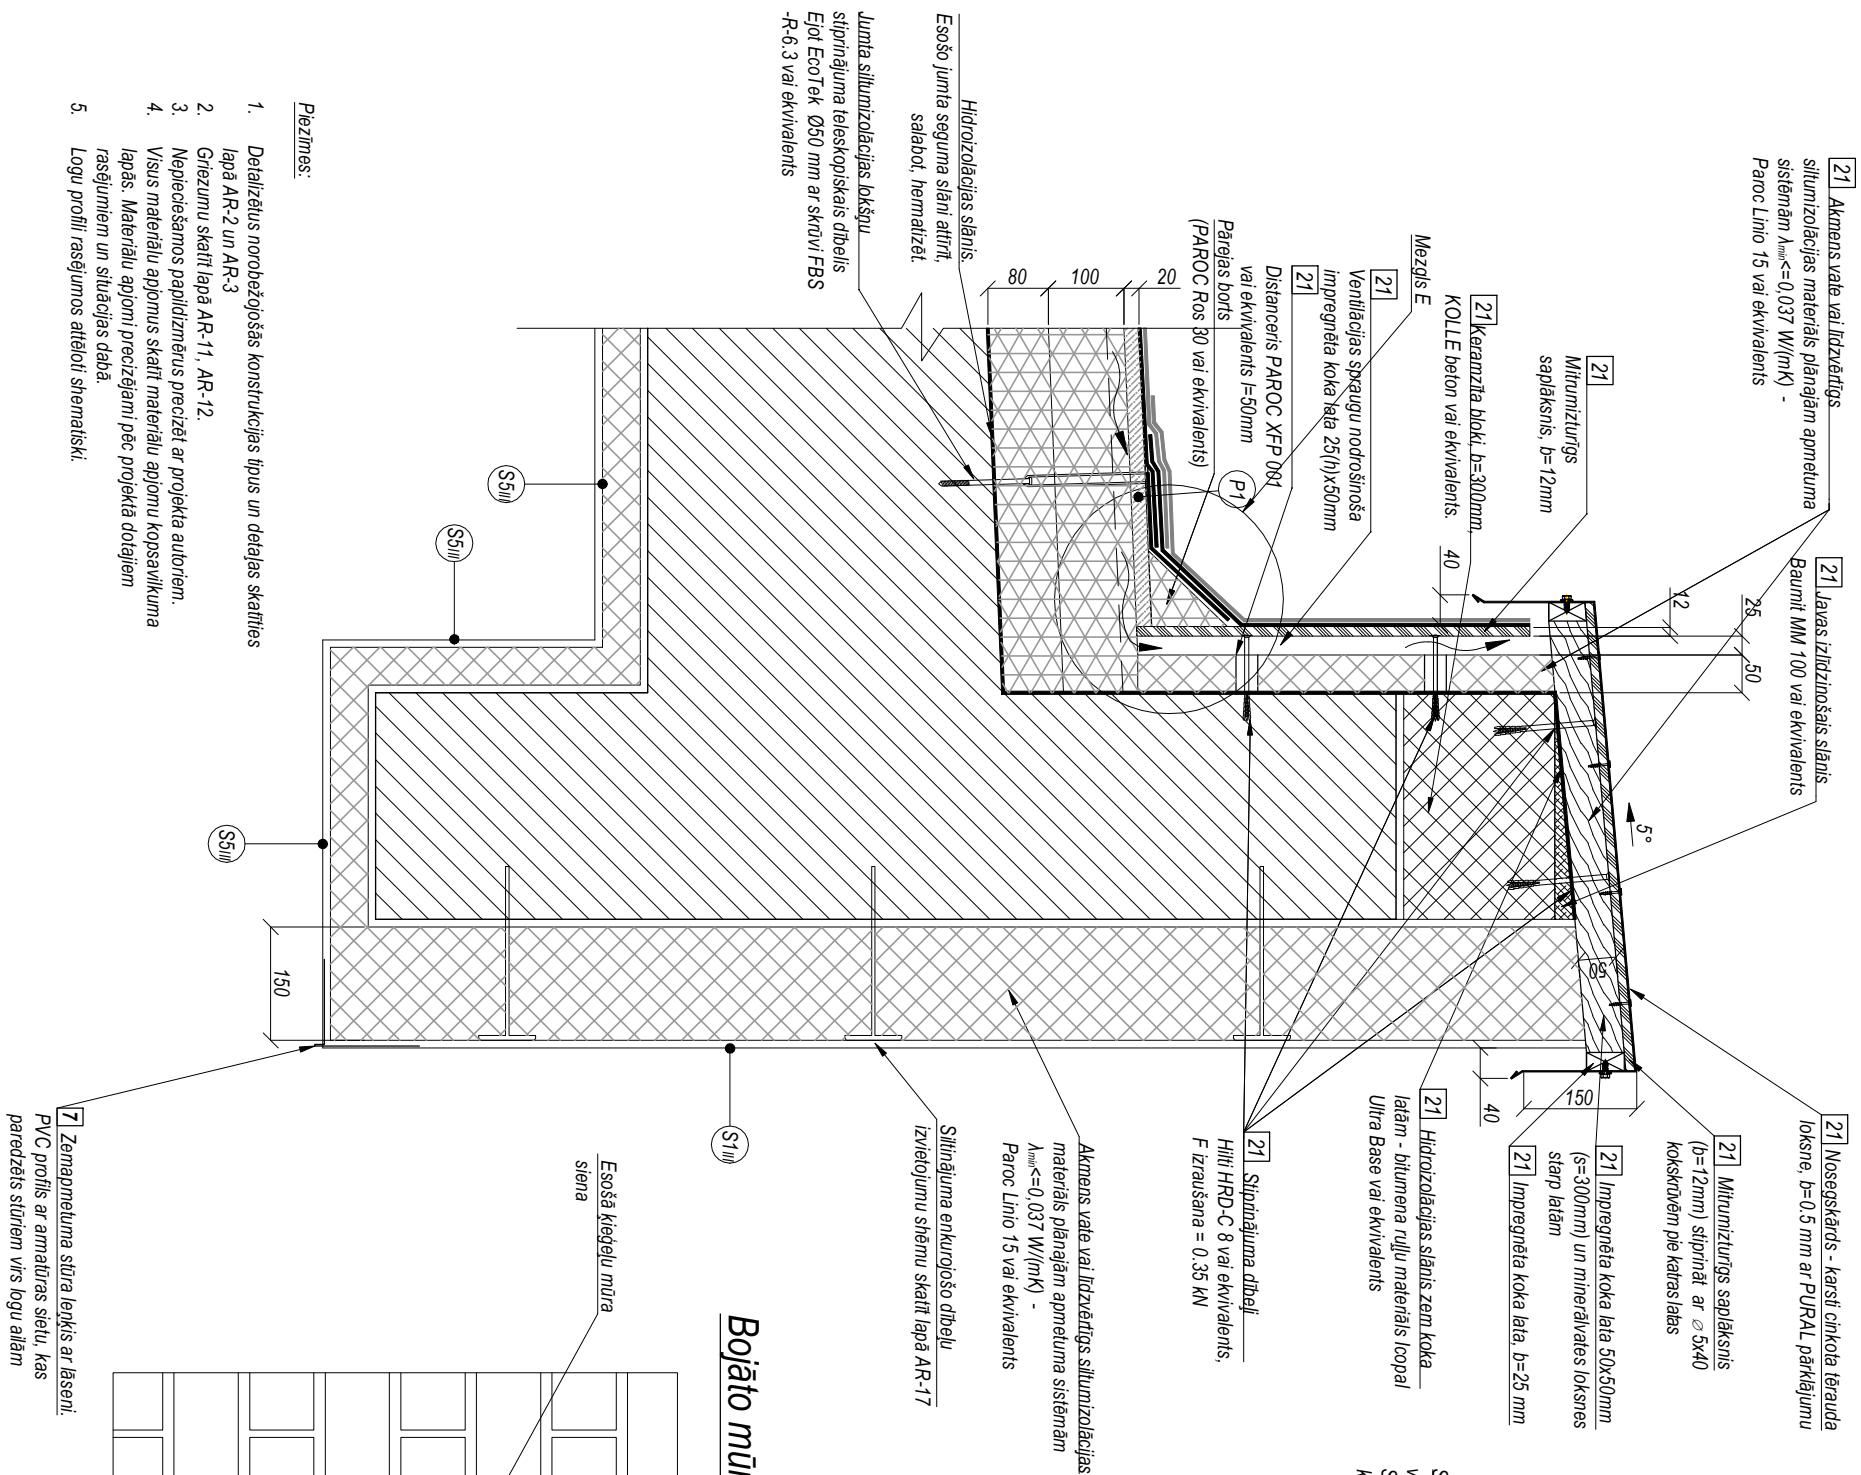 21 Akmens vate vai līdzvērtīgs
siltumizolācijas materiāls plānajām apmetuma
sistēmām λmin<=0,037 W/(mK) -
Paroc Linio 15 vai ekvivalents
21 Javas izlīdzinošais slānis
Baumit MM 100 vai ekvivalents
21
Mitrumizturīgs
saplāksnis, b=12mm
21 Keramzīta bloki, b=300mm,
KOLLE beton vai ekvivalents.
Mezgls E
21
Ventilācijas spraugu nodrošinoša
impregnēta koka lata 25(h)x50mm
21
Distanceris PAROC XFP 001
vai ekvivalents l=50mm
Pārejas borts
(PAROC Ros 30 vai ekvivalents)
Hidroizolācijas slānis.
Esošo jumta seguma slāni attīrīt,
salabot, hermatizēt.
Jumta siltumizolācijas lokšņu
stiprinājuma teleskopiskais dībelis
Ejot EcoTek Ø50 mm ar skrūvi FBS
-R-6.3 vai ekvivalents
80
100
20
40
12
25
50
5°
P1
50
150
40
150
S5III
S5III
S5III
S1III
21 Nosegskārds - karsti cinkota tērauda
loksne, b=0.5 mm ar PURAL pārklājumu
21 Mitrumizturīgs saplāksnis
(b=12mm) stiprināt ar ⌀ 5x40
kokskrūvēm pie katras latas
21 Impregnēta koka lata 50x50mm
(s=300mm) un minerālvates loksnes
starp latām
21 Impregnēta koka lata, b=25 mm
21 Hidroizolācijas slānis zem koka
latām - bitumena ruļļu materiāls Icopal
Ultra Base vai ekvivalents
21 Stiprinājuma dībeļi
Hilti HRD-C 8 vai ekvivalents,
F izraušana = 0.35 kN
Akmens vate vai līdzvērtīgs siltumizolācijas
materiāls plānajām apmetuma sistēmām
λmin<=0,037 W/(mK) -
Paroc Linio 15 vai ekvivalents
Siltinājuma enkurojošo dībeļu
izvietojumu shēmu skatīt lapā AR-17
Esošā ķieģeļu mūra
siena
7 Zemapmetuma stūra leņķis ar lāseni.
PVC profils ar armatūras sietu, kas
paredzēts stūriem virs logu ailām
Bojāto mūr
Piezīmes:
1. Detalizētus norobežojošās konstrukcijas tipus un detaļas skatīties
lapā AR-2 un AR-3
2. Griezumu skatīt lapā AR-11, AR-12.
3. Nepieciešamos papildizmērus precizēt ar projekta autoriem.
4. Visus materiālu apjomus skatīt materiālu apjomu kopsavilkuma
lapās. Materiālu apjomi precizējami pēc projektā dotajiem
rasējumiem un situācijas dabā.
5. Logu profili rasējumos attēloti shematiski.